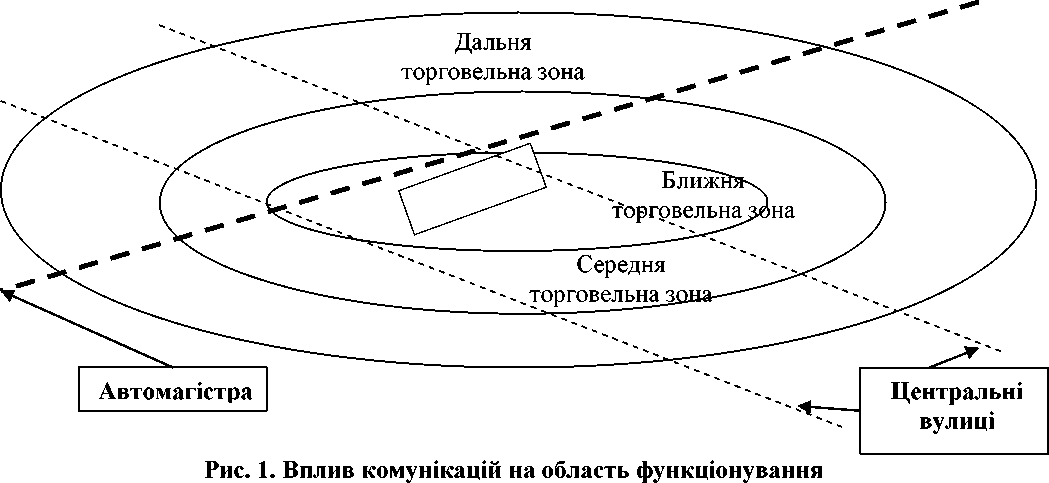 Дальня
торговельна зона
Ближня
торговельна зона
Середня
торговельна зона
Автомагістра
Центральні
вулиці
Рис. 1. Вплив комунікацій на область функціонування